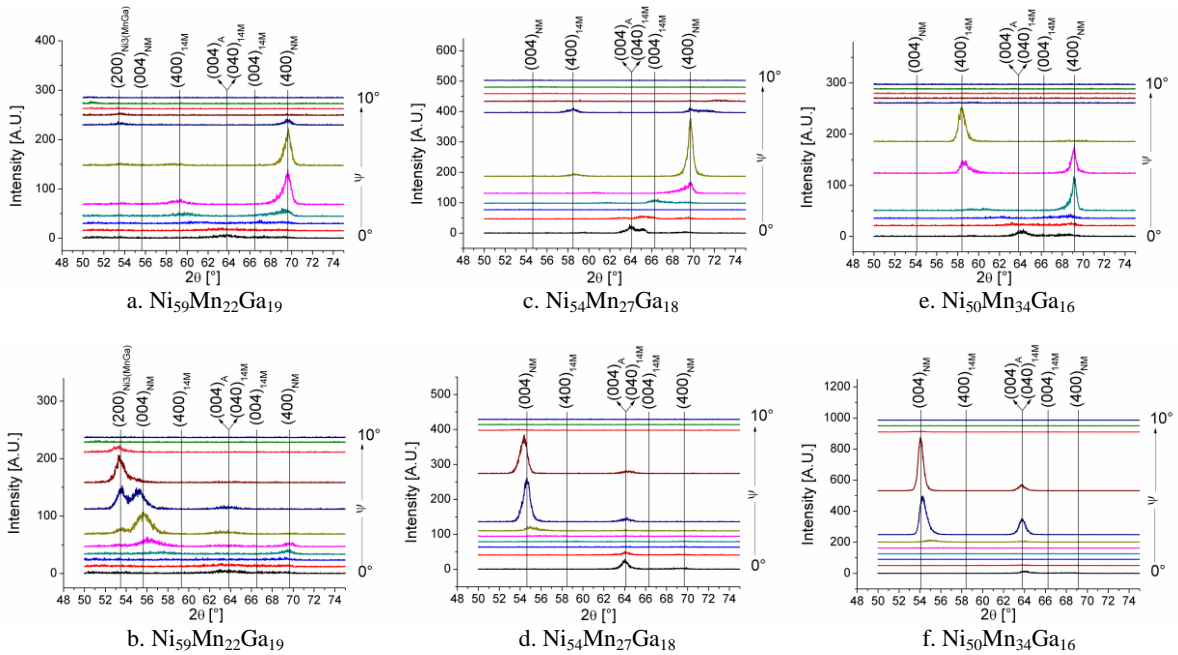 (200)Ni3(MnGa)
(004)NM
(400)14M
(004)A
(040)14M
(004)14M
(400)NM
400
300
200
100
0
Intensity [A.U.]
10°
ψ
0°
48 50 52 54 56 58 60 62 64 66 68 70 72 74
2θ [°]
a. Ni59Mn22Ga19
(004)NM
(400)14M
(004)A
(040)14M
(004)14M
(400)NM
600
500
400
300
200
100
0
Intensity [A.U.]
10°
ψ
0°
48 50 52 54 56 58 60 62 64 66 68 70 72 74
2θ [°]
c. Ni54Mn27Ga18
(004)NM
(400)14M
(004)A
(040)14M
(004)14M
(400)NM
400
300
200
100
0
Intensity [A.U.]
10°
ψ
0°
48 50 52 54 56 58 60 62 64 66 68 70 72 74
2θ [°]
e. Ni50Mn34Ga16
(200)Ni3(MnGa)
(004)NM
(400)14M
(004)A
(040)14M
(004)14M
(400)NM
300
200
100
0
Intensity [A.U.]
10°
ψ
0°
48 50 52 54 56 58 60 62 64 66 68 70 72 74
2θ [°]
b. Ni59Mn22Ga19
(004)NM
(400)14M
(004)A
(040)14M
(004)14M
(400)NM
500
400
300
200
100
0
Intensity [A.U.]
10°
ψ
0°
48 50 52 54 56 58 60 62 64 66 68 70 72 74
2θ [°]
d. Ni54Mn27Ga18
(004)NM
(400)14M
(004)A
(040)14M
(004)14M
(400)NM
1200
1000
800
600
400
200
0
Intensity [A.U.]
10°
ψ
0°
48 50 52 54 56 58 60 62 64 66 68 70 72 74
2θ [°]
f. Ni50Mn34Ga16